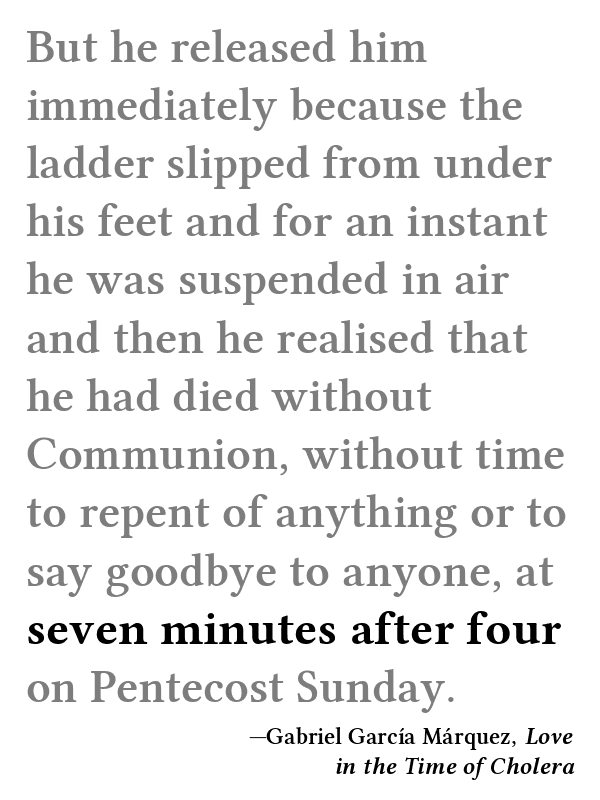 But he released him
immediately because the
ladder slipped from under
his feet and for an instant
he was suspended in air
and then he realised that
he had died without
Communion, without time
to repent of anything or to
say goodbye to anyone, at
seven minutes after four
on Pentecost Sunday.
—Gabriel García Márquez, Love
in the Time of Cholera